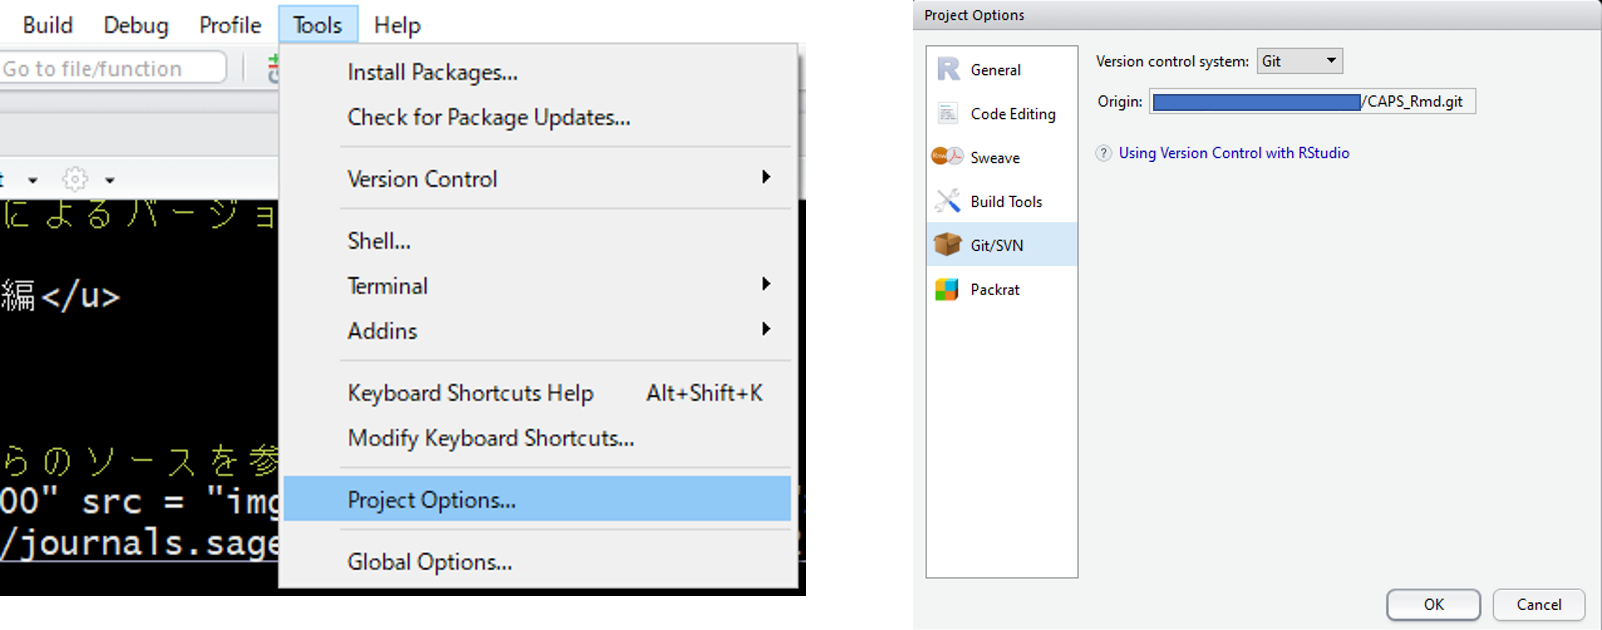 Build Debug Profile Tools Help
Go to file/function
Install Packages...
Check for Package Updates...
Version Control
によるバージョ
Shell...
Terminal
編</u>
Addins
Keyboard Shortcuts Help Alt+Shift+K
Modify Keyboard Shortcuts...
らのソースを参
00" src = "img
Project Options...
/journals.sage
Global Options...
Project Options
General
Code Editing
Sweave
Build Tools
Git/SVN
Packrat
Version control system: Git
Origin: /CAPS_Rmd.git
? Using Version Control with RStudio
OK Cancel